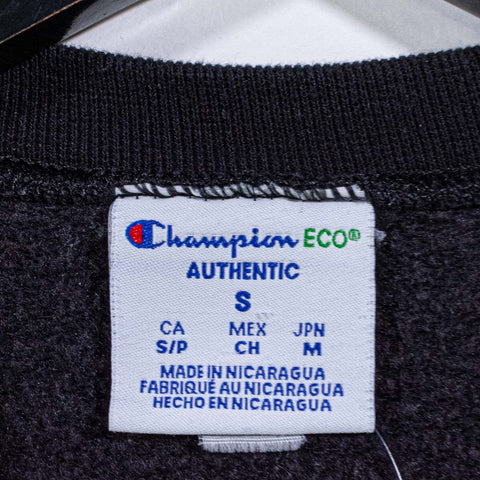 Champion ECO®
AUTHENTIC
S
CA MEX JPN
S/P CH M
MADE IN NICARAGUA
FABRIQUÉ AU NICARAGUA
HECHO EN NICARAGUA